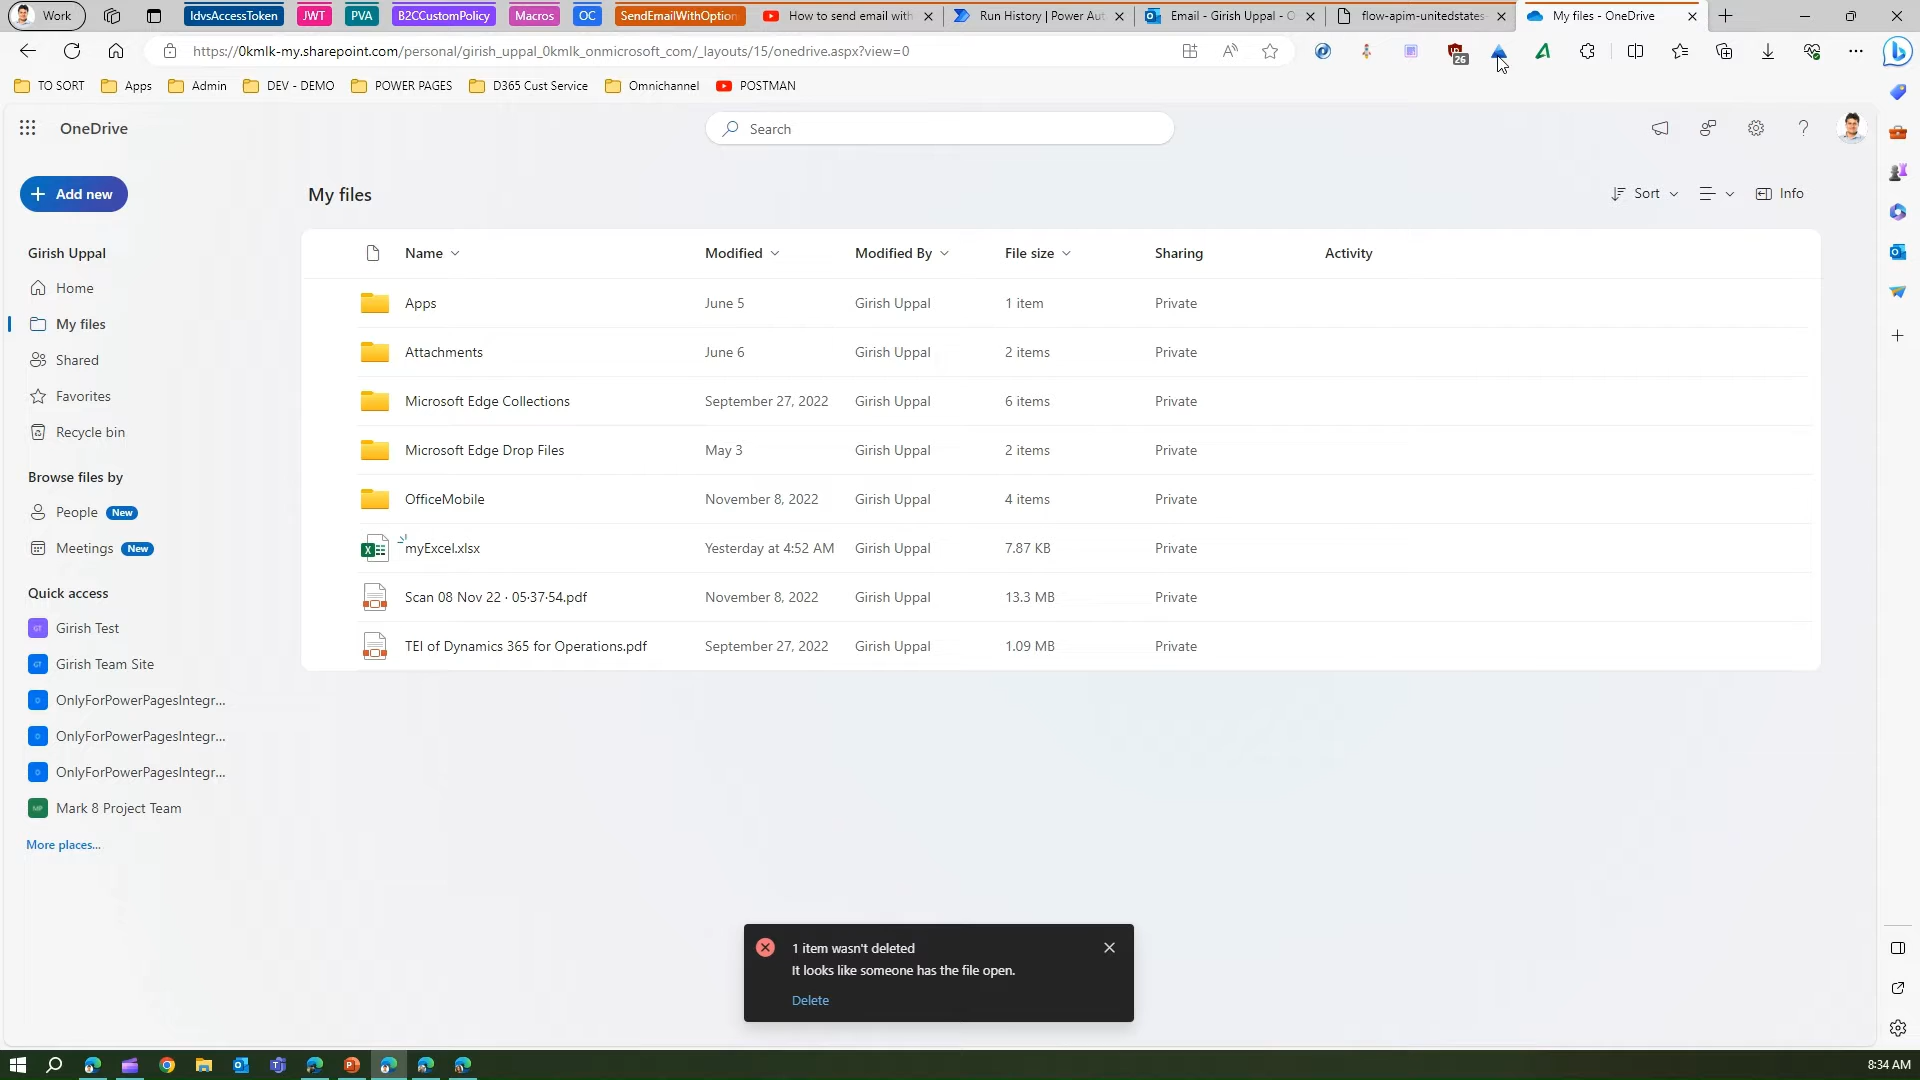 Work
IdvsAccessToken
JWT
PVA
B2CCustomPolicy
Macros
OC
SendEmailWithOption
How to send email with
Run History | Power Aut
Email - Girish Uppal - O
flow-apim-unitedstates
My files - OneDrive
https://0kmlk-my.sharepoint.com/personal/girish_uppal_0kmlk_onmicrosoft_com/_layouts/15/onedrive.aspx?view=0
26
TO SORT
Apps
Admin
DEV - DEMO
POWER PAGES
D365 Cust Service
Omnichannel
POSTMAN
OneDrive
Search
Add new
My files
Sort
Info
Girish Uppal
Home
My files
Shared
Favorites
Recycle bin
Browse files by
People New
Meetings New
Quick access
Girish Test
Girish Team Site
OnlyForPowerPagesIntegr...
OnlyForPowerPagesIntegr...
OnlyForPowerPagesIntegr...
Mark 8 Project Team
More places...
Name Modified Modified By File size Sharing Activity
Apps June 5 Girish Uppal 1 item Private
Attachments June 6 Girish Uppal 2 items Private
Microsoft Edge Collections September 27, 2022 Girish Uppal 6 items Private
Microsoft Edge Drop Files May 3 Girish Uppal 2 items Private
OfficeMobile November 8, 2022 Girish Uppal 4 items Private
myExcel.xlsx Yesterday at 4:52 AM Girish Uppal 7.87 KB Private
Scan 08 Nov 22 · 05·37·54.pdf November 8, 2022 Girish Uppal 13.3 MB Private
TEI of Dynamics 365 for Operations.pdf September 27, 2022 Girish Uppal 1.09 MB Private
1 item wasn't deleted
It looks like someone has the file open.
Delete
8:34 AM